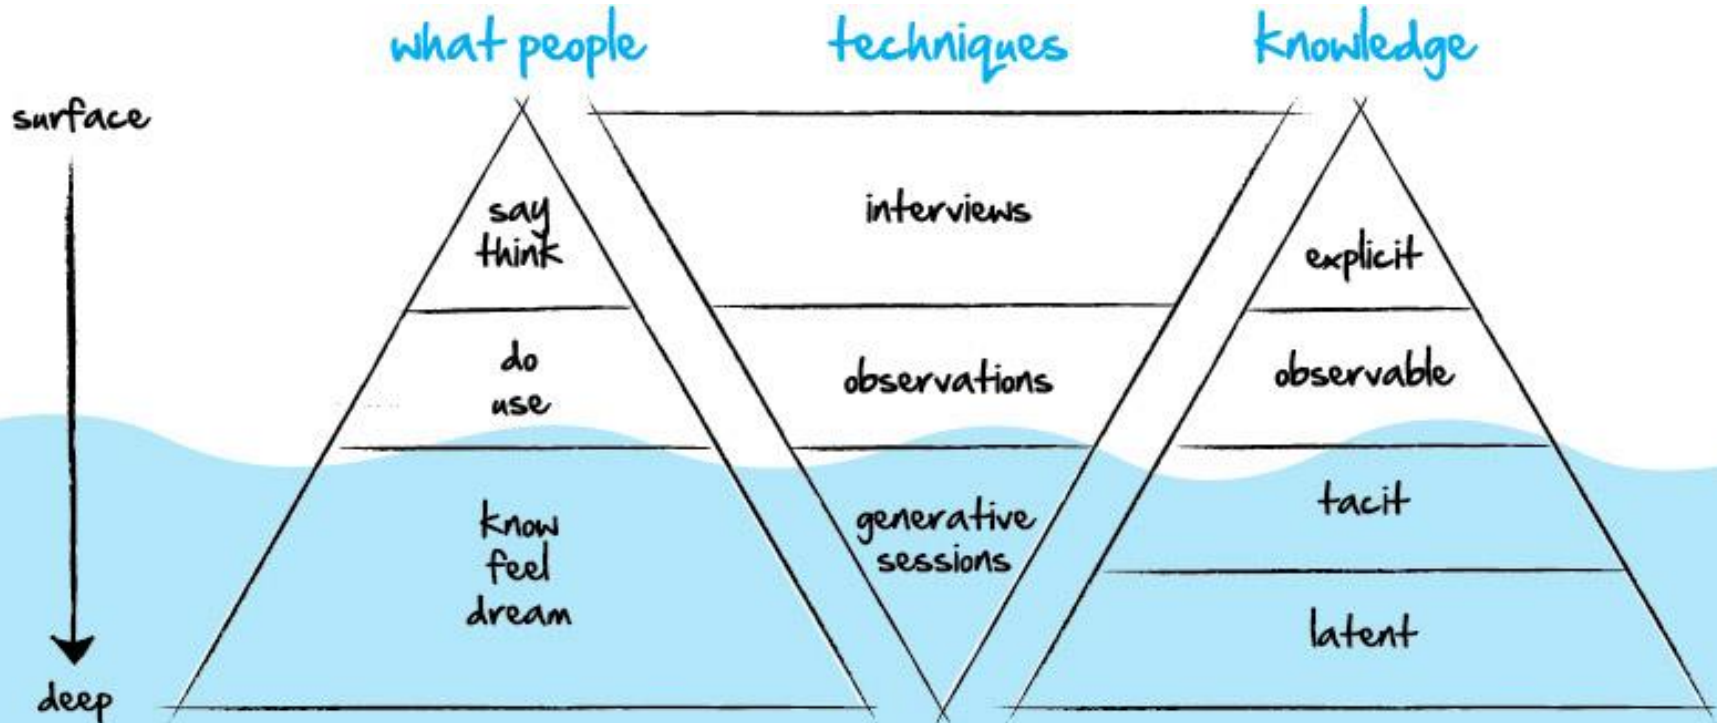 what people
techniques
knowledge
surface
say
think
interviews
explicit
do
use
observations
observable
know
feel
dream
generative
sessions
tacit
latent
deep